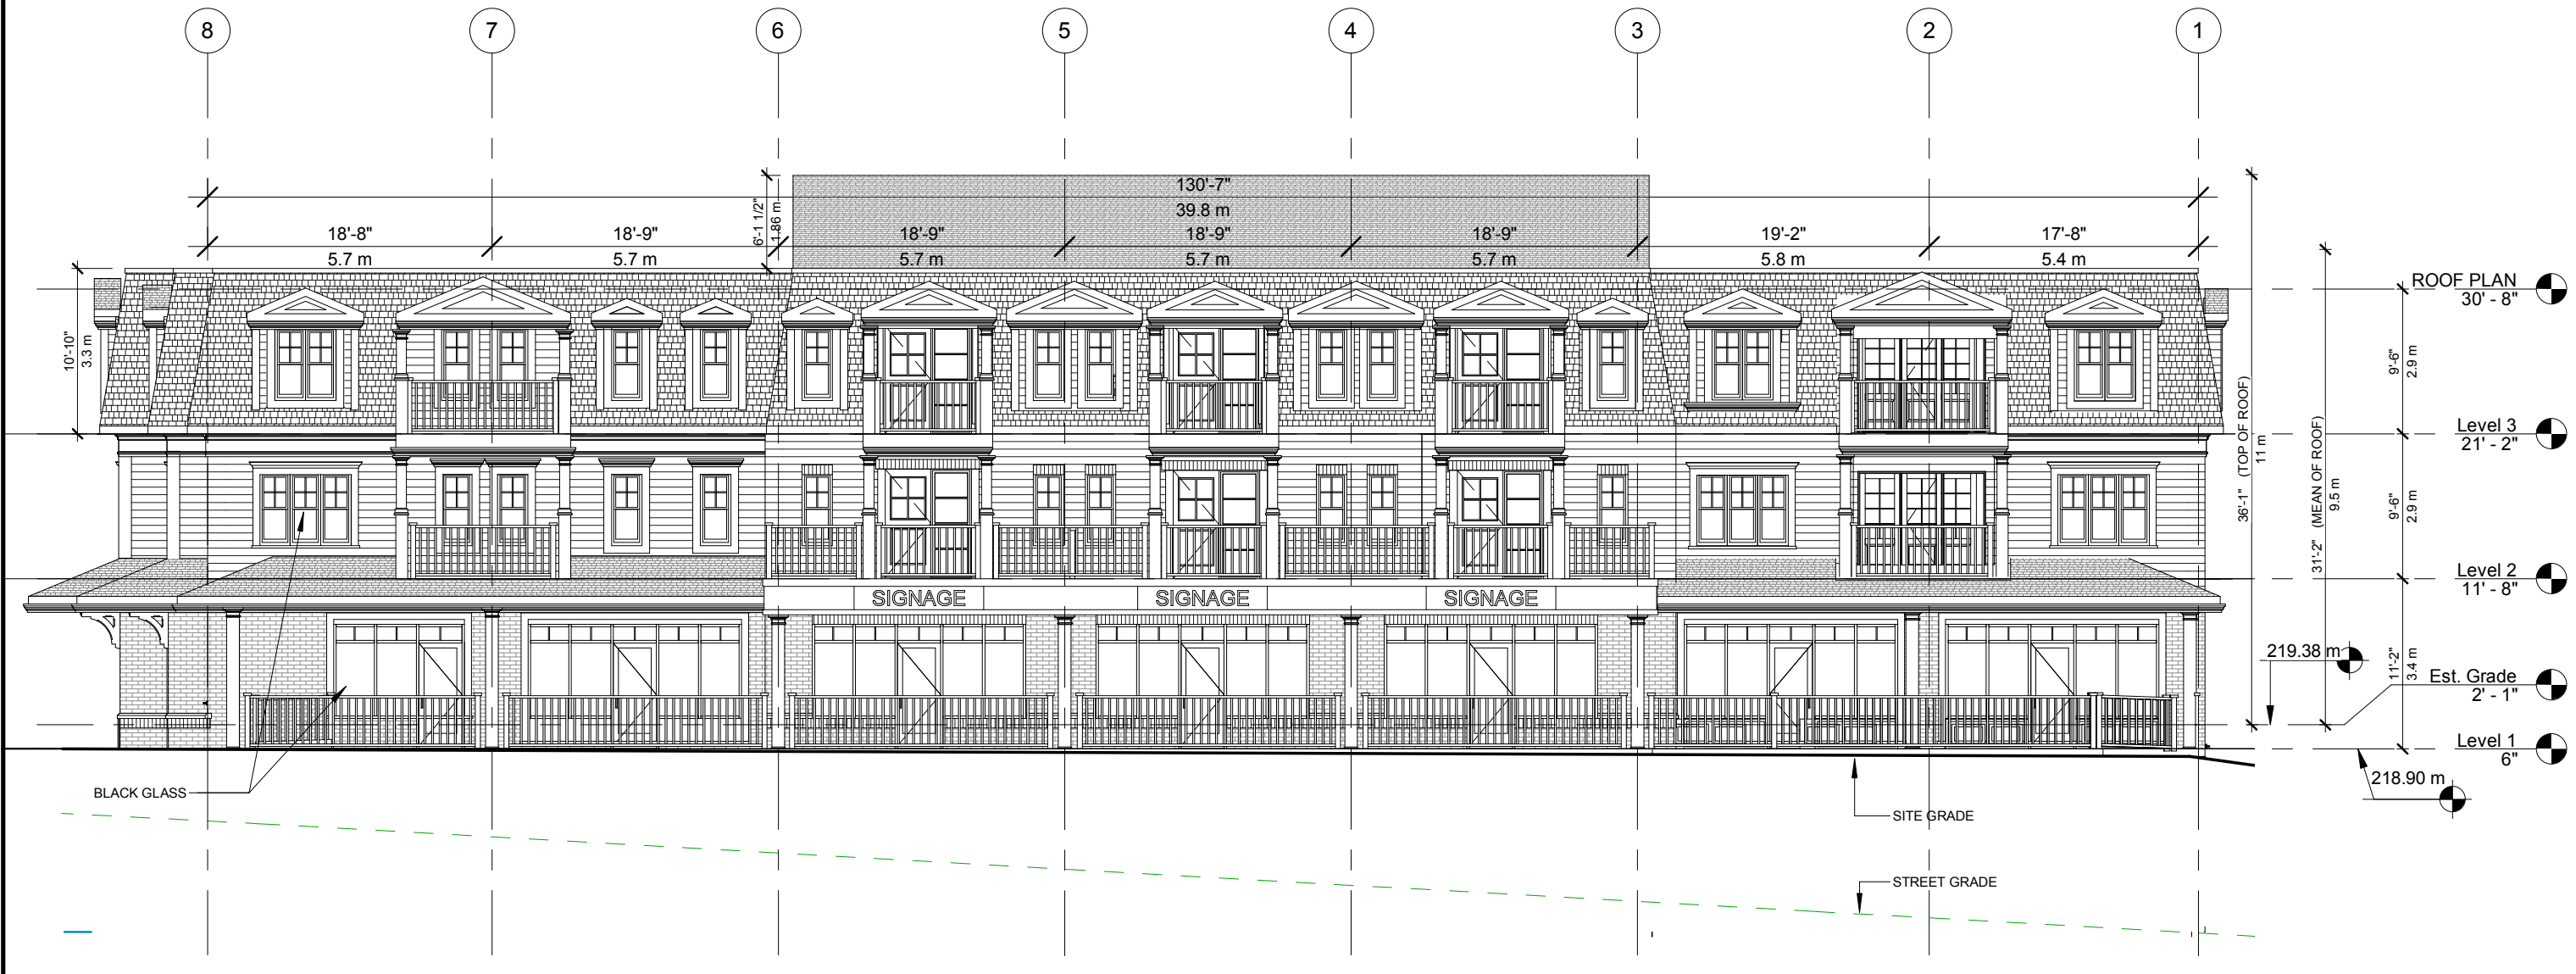 8 7 6 5 4 3 2 1
130'-7"
39.8 m
6'-1 1/2"
1.86 m
18'-8" 18'-9" 18'-9" 18'-9" 18'-9" 19'-2" 17'-8"
5.7 m 5.7 m 5.7 m 5.7 m 5.7 m 5.8 m 5.4 m
10'-10"
3.3 m
ROOF PLAN
30' - 8"
9'-6"
2.9 m
36'-1" (TOP OF ROOF)
11 m
31'-2" (MEAN OF ROOF)
9.5 m
Level 3
21' - 2"
9'-6"
2.9 m
Level 2
11' - 8"
SIGNAGE SIGNAGE SIGNAGE
219.38 m
11'-2"
3.4 m
Est. Grade
2' - 1"
Level 1
6"
218.90 m
BLACK GLASS
SITE GRADE
STREET GRADE